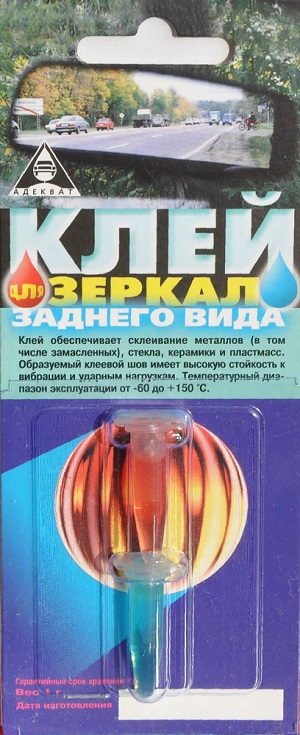 АДЕКВАТ
КЛЕЙ
для ЗЕРКАЛ
ЗАДНЕГО ВИДА
Клей обеспечивает склеивание металлов (в том
числе замасленных), стекла, керамики и пластмасс.
Образуемый клеевой шов имеет высокую стойкость к
вибрации и ударным нагрузкам. Температурный диа-
пазон эксплуатации от -60 до +150 °С.
Гарантийный срок хранения
Вес 1 г.
Дата изготовления